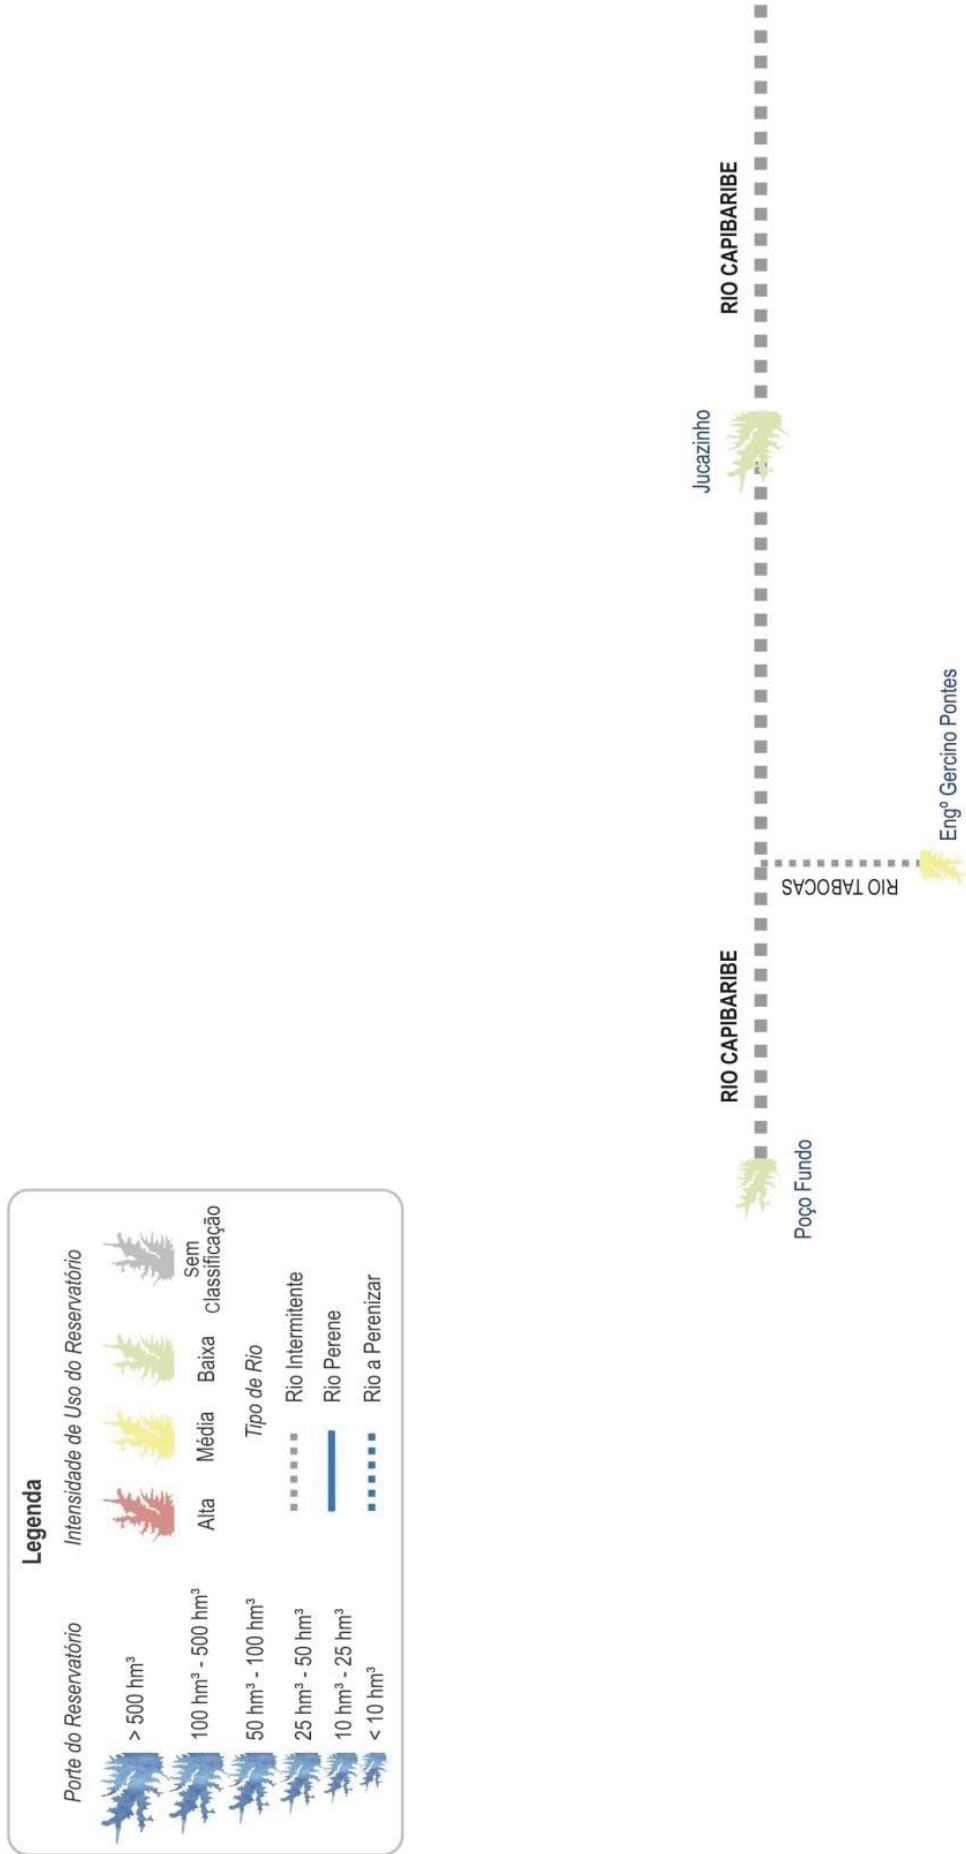 Legenda
Porte do Reservatório
> 500 hm³
100 hm³ - 500 hm³
50 hm³ - 100 hm³
25 hm³ - 50 hm³
10 hm³ - 25 hm³
< 10 hm³
Intensidade de Uso do Reservatório
Alta
Média
Baixa
Sem
Classificação
Tipo de Rio
Rio Intermitente
Rio Perene
Rio a Perenizar
Poço Fundo
RIO CAPIBARIBE
RIO TABOCAS
Engº Gercino Pontes
Jucazinho
RIO CAPIBARIBE